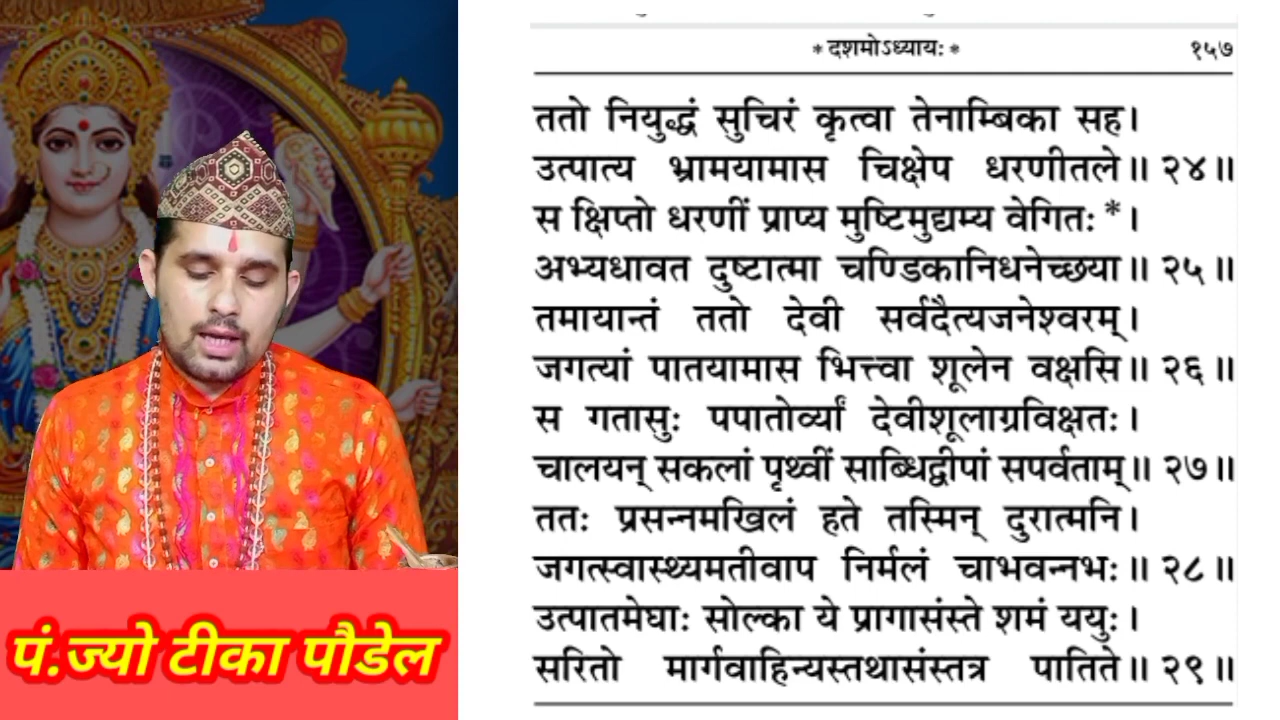 * दशमोऽध्यायः * १५७
ततो नियुद्धं सुचिरं कृत्वा तेनाम्बिका सह।
उत्पात्य भ्रामयामास चिक्षेप धरणीतले॥ २४॥
स क्षिप्तो धरणीं प्राप्य मुष्टिमुद्यम्य वेगितः *।
अभ्यधावत दुष्टात्मा चण्डिकानिधनेच्छया॥ २५॥
तमायान्तं ततो देवी सर्वदैत्यजनेश्वरम्।
जगत्यां पातयामास भित्त्वा शूलेन वक्षसि॥ २६॥
स गतासुः पपातोर्व्यां देवीशूलाग्रविक्षतः।
चालयन् सकलां पृथ्वीं साब्धिद्वीपां सपर्वताम्॥ २७॥
ततः प्रसन्नमखिलं हते तस्मिन् दुरात्मनि।
जगत्स्वास्थ्यमतीवाप निर्मलं चाभवन्नभः॥ २८॥
उत्पातमेघाः सोल्का ये प्रागासंस्ते शमं ययुः।
सरितो मार्गवाहिन्यस्तथासंस्तत्र पातिते॥ २९॥
पं.ज्यो टीका पौडेल